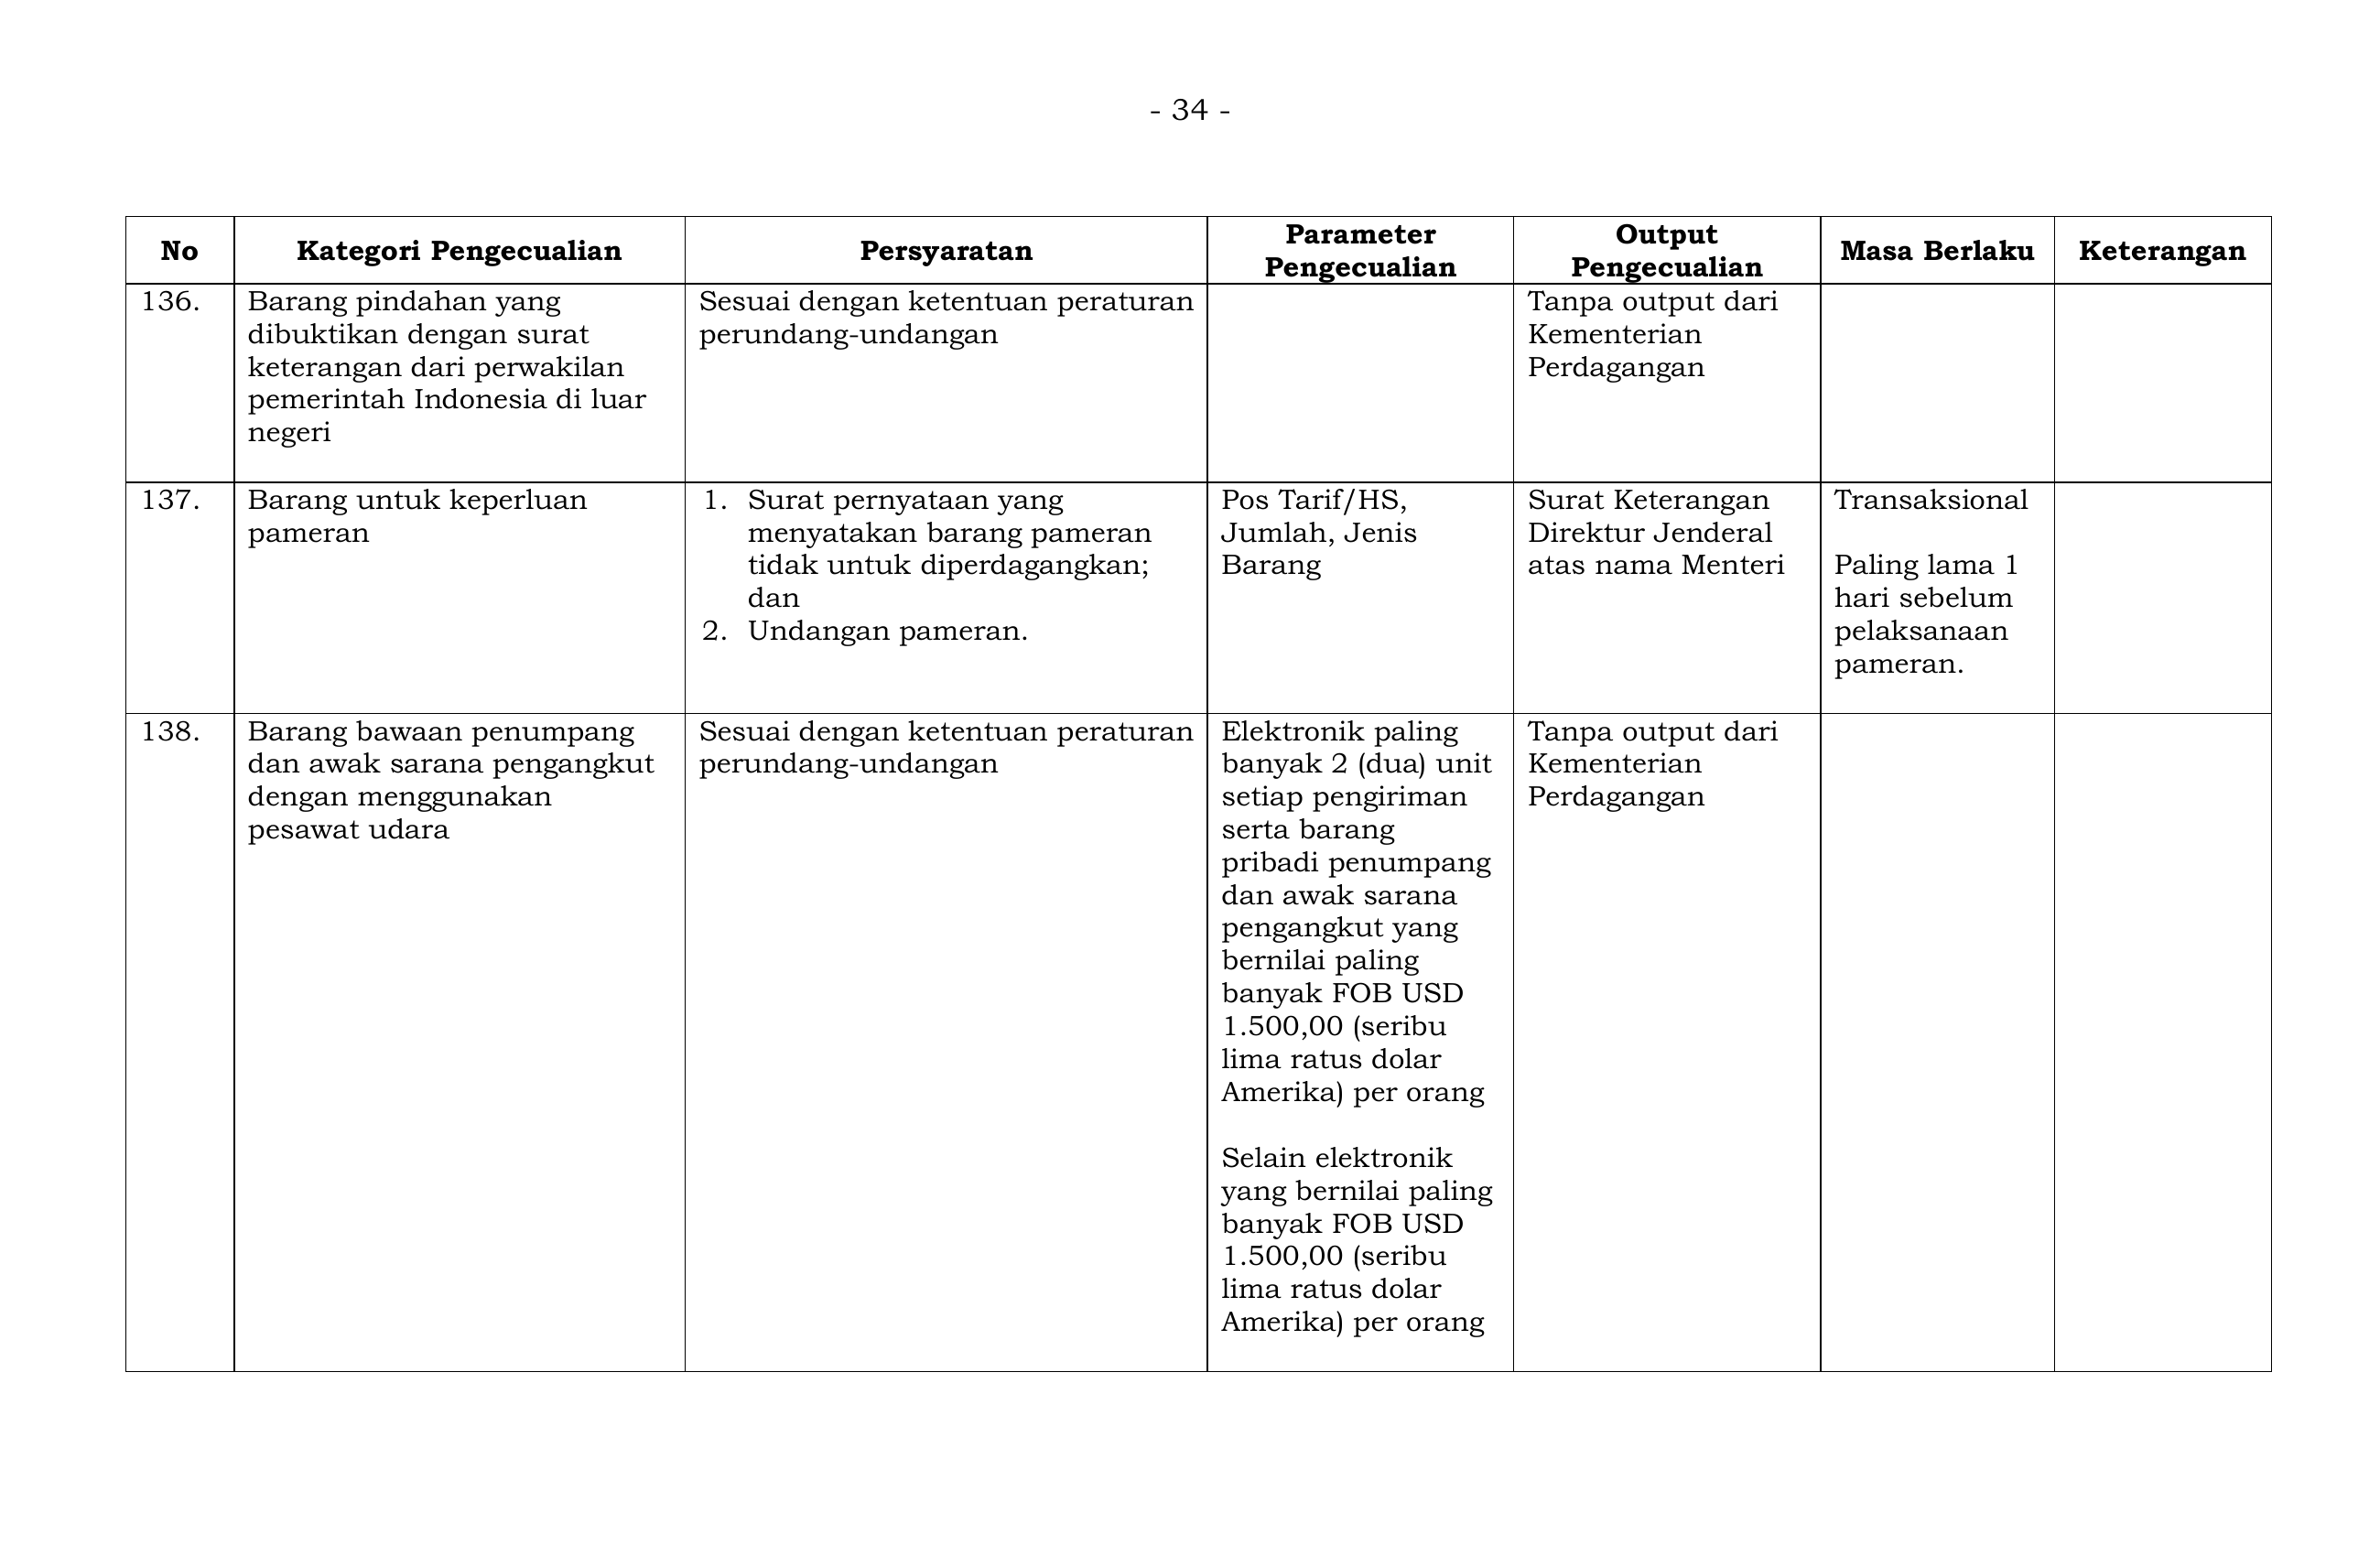 - 34 -
No
Kategori Pengecualian
Persyaratan
Parameter
Pengecualian
Output
Pengecualian
Masa Berlaku
Keterangan
136.
Barang pindahan yang
dibuktikan dengan surat
keterangan dari perwakilan
pemerintah Indonesia di luar
negeri
Sesuai dengan ketentuan peraturan
perundang-undangan
Tanpa output dari
Kementerian
Perdagangan
137.
Barang untuk keperluan
pameran
1. Surat pernyataan yang
menyatakan barang pameran
tidak untuk diperdagangkan;
dan
2. Undangan pameran.
Pos Tarif/HS,
Jumlah, Jenis
Barang
Surat Keterangan
Direktur Jenderal
atas nama Menteri
Transaksional
Paling lama 1
hari sebelum
pelaksanaan
pameran.
138.
Barang bawaan penumpang
dan awak sarana pengangkut
dengan menggunakan
pesawat udara
Sesuai dengan ketentuan peraturan
perundang-undangan
Elektronik paling
banyak 2 (dua) unit
setiap pengiriman
serta barang
pribadi penumpang
dan awak sarana
pengangkut yang
bernilai paling
banyak FOB USD
1.500,00 (seribu
lima ratus dolar
Amerika) per orang
Selain elektronik
yang bernilai paling
banyak FOB USD
1.500,00 (seribu
lima ratus dolar
Amerika) per orang
Tanpa output dari
Kementerian
Perdagangan